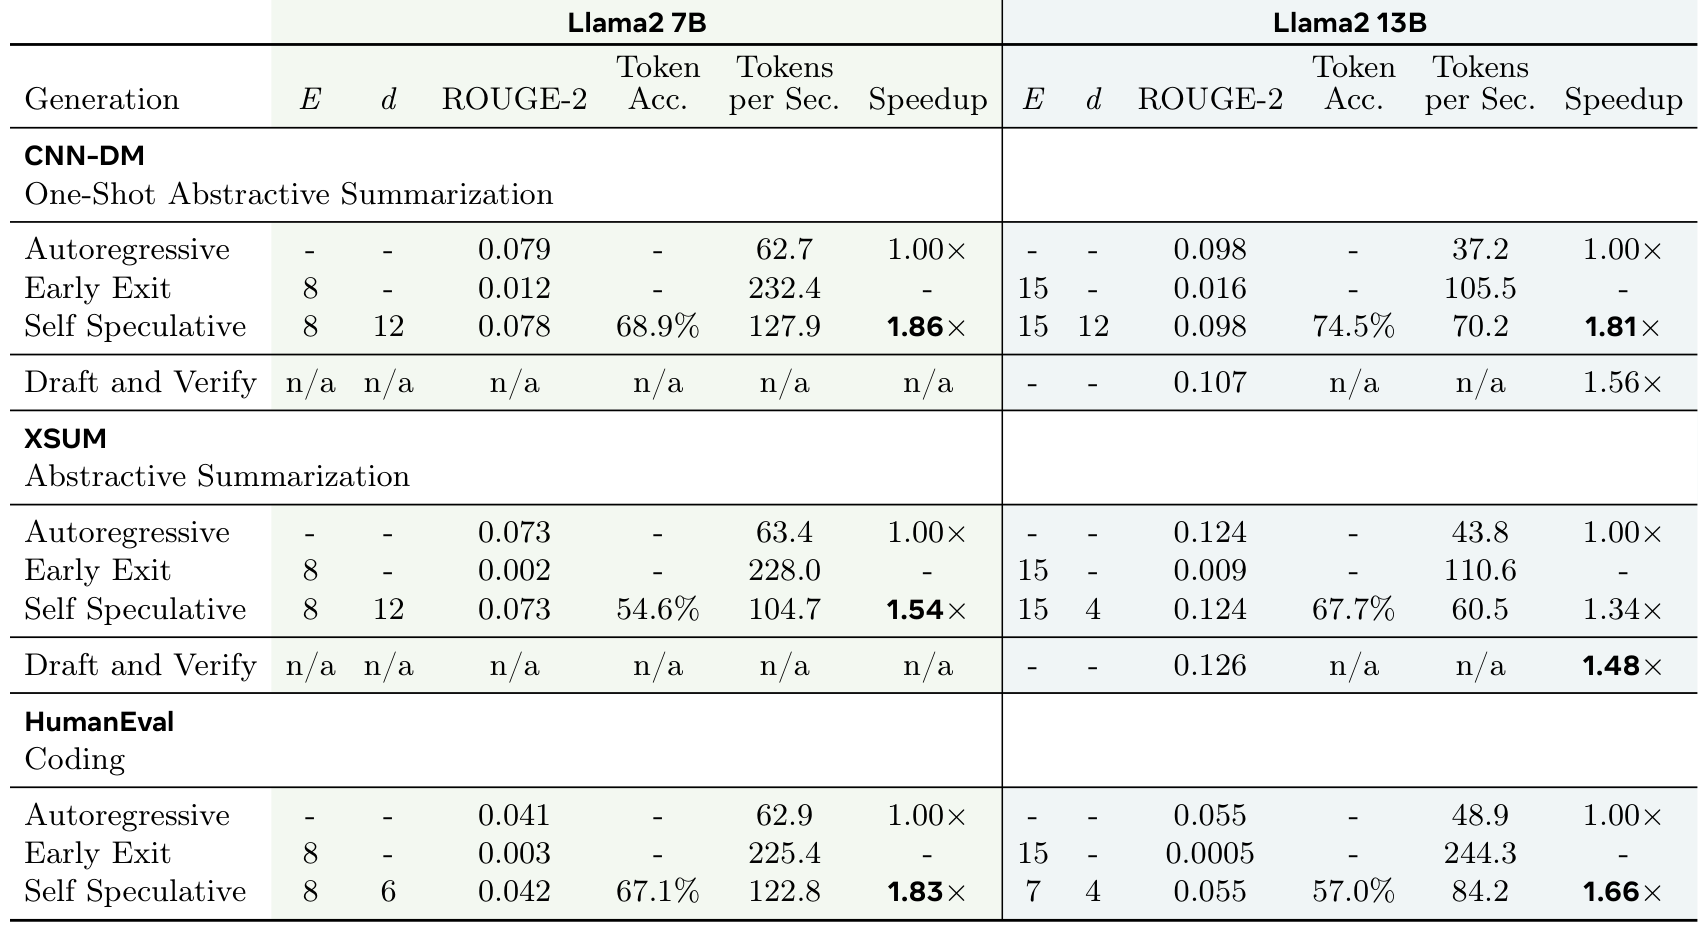 Llama2 7B Llama2 13B
Generation E d ROUGE-2 Token Acc. Tokens per Sec. Speedup E d ROUGE-2 Token Acc. Tokens per Sec. Speedup
CNN-DM
One-Shot Abstractive Summarization
Autoregressive - - 0.079 - 62.7 1.00× - - 0.098 - 37.2 1.00×
Early Exit 8 - 0.012 - 232.4 - 15 - 0.016 - 105.5 -
Self Speculative 8 12 0.078 68.9% 127.9 1.86× 15 12 0.098 74.5% 70.2 1.81×
Draft and Verify n/a n/a n/a n/a n/a n/a - - 0.107 n/a n/a 1.56×
XSUM
Abstractive Summarization
Autoregressive - - 0.073 - 63.4 1.00× - - 0.124 - 43.8 1.00×
Early Exit 8 - 0.002 - 228.0 - 15 - 0.009 - 110.6 -
Self Speculative 8 12 0.073 54.6% 104.7 1.54× 15 4 0.124 67.7% 60.5 1.34×
Draft and Verify n/a n/a n/a n/a n/a n/a - - 0.126 n/a n/a 1.48×
HumanEval
Coding
Autoregressive - - 0.041 - 62.9 1.00× - - 0.055 - 48.9 1.00×
Early Exit 8 - 0.003 - 225.4 - 15 - 0.0005 - 244.3 -
Self Speculative 8 6 0.042 67.1% 122.8 1.83× 7 4 0.055 57.0% 84.2 1.66×